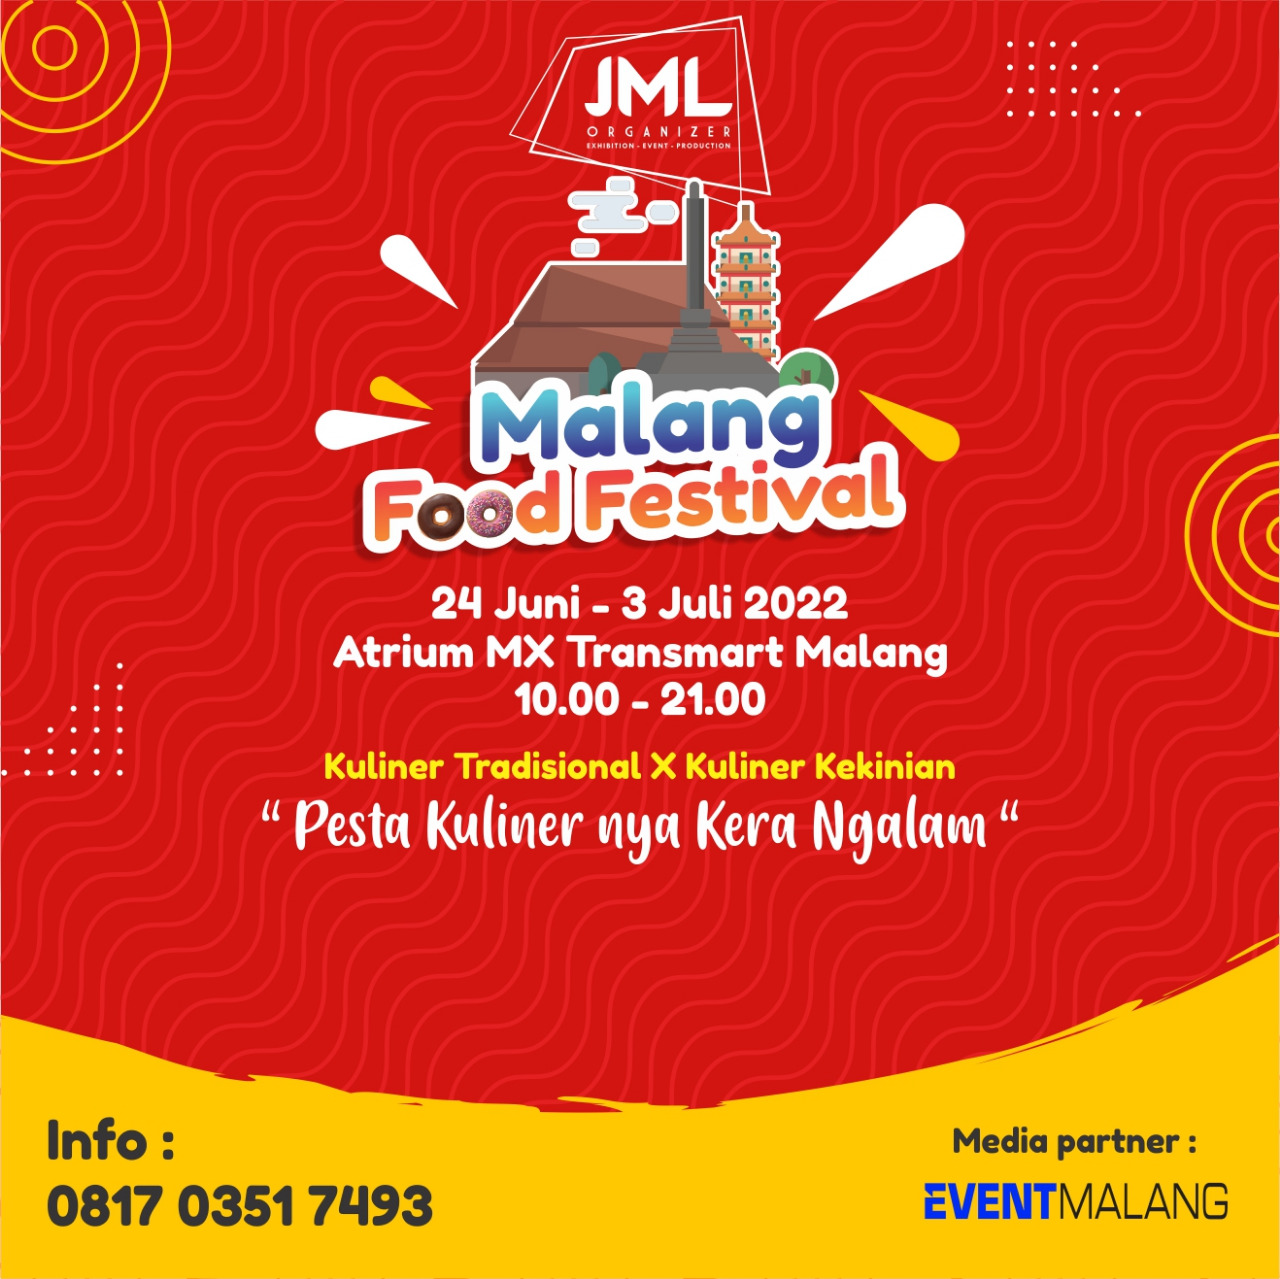 JML
ORGANIZER
EXHIBITION - EVENT - PRODUCTION
Malang
Food Festival
24 Juni - 3 Juli 2022
Atrium MX Transmart Malang
10.00 - 21.00
Kuliner Tradisional X Kuliner Kekinian
“ Pesta Kuliner nya Kera Ngalam “
Info :
0817 0351 7493
Media partner :
EVENTMALANG